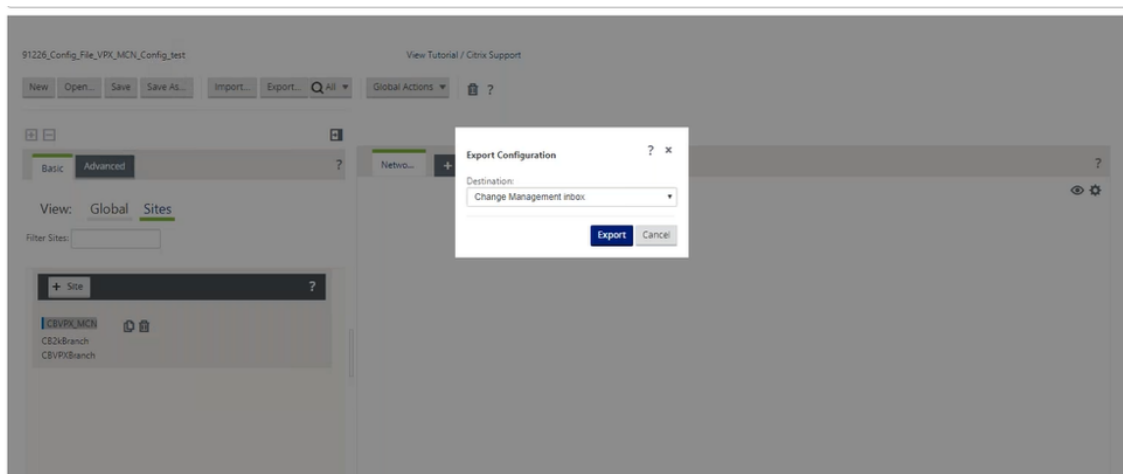 91226_Config_File_VPX_MCN_Config_test View Tutorial / Citrix Support
New Open... Save Save As... Import... Export... All Global Actions ?
Basic Advanced ?
View: Global Sites
Filter Sites:
+ Site ?
CBVPX_MCN
CB2kBranch
CBVPXBranch
Netwo... + ?
Export Configuration ? ×
Destination:
Change Management inbox
Export Cancel